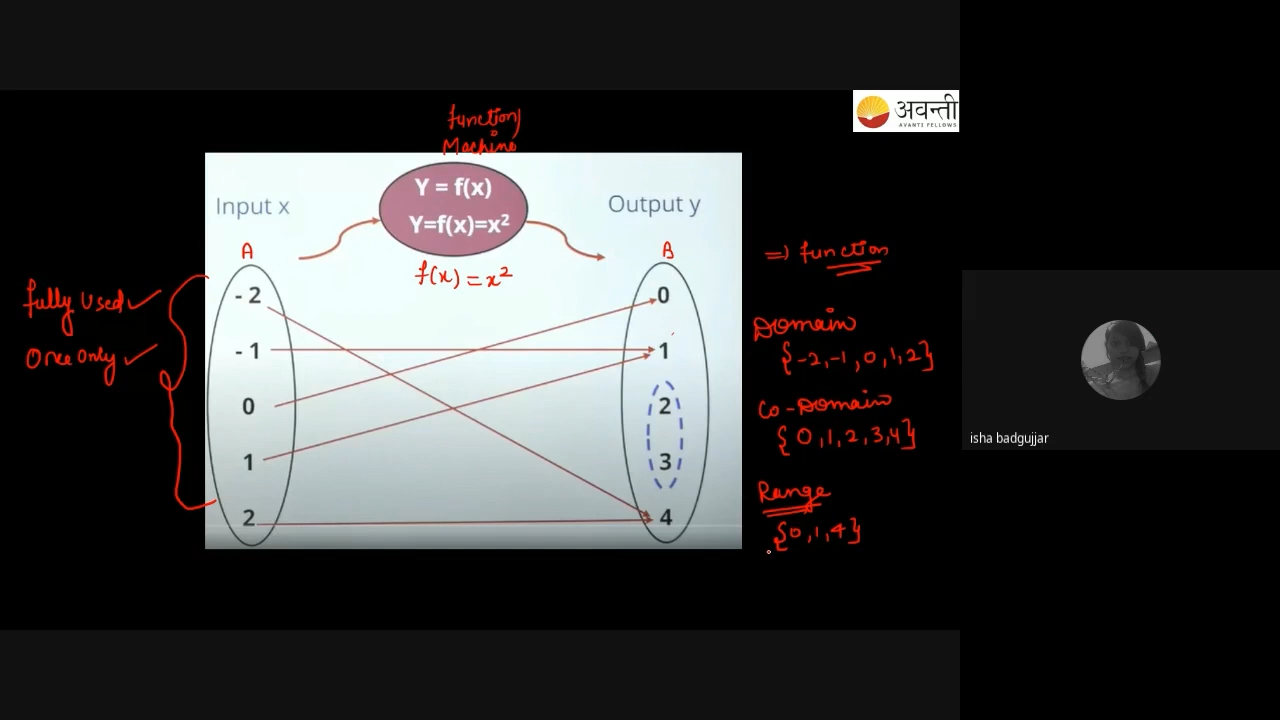 अवन्ती
AVANTI FELLOWS
function
Machine
Y = f(x)
Y=f(x)=x²
Input x
Output y
A
f(x) = x²
B
=) function
fully Used ✓
Once Only ✓
- 2
- 1
0
1
2
0
1
2
3
4
Domain
{-2,-1,0,1,2}
Co-Domain
{0,1,2,3,4}
Range
{0,1,4}
isha badgujjar